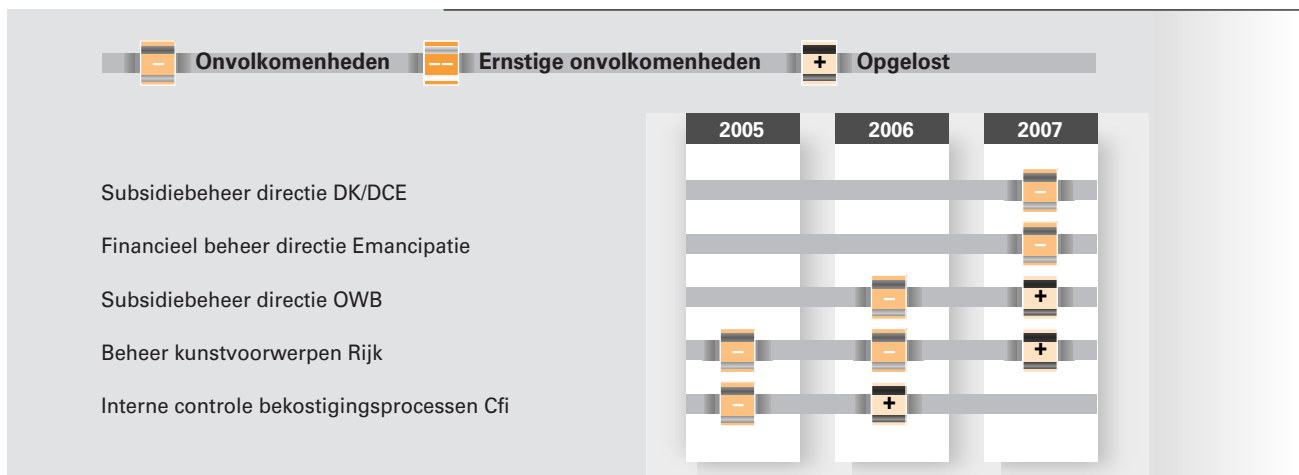 – Onvolkomenheden – – Ernstige onvolkomenheden + Opgelost
2005 2006 2007
Subsidiebeheer directie DK/DCE –
Financieel beheer directie Emancipatie –
Subsidiebeheer directie OWB – +
Beheer kunstvoorwerpen Rijk – – +
Interne controle bekostigingsprocessen Cfi – +